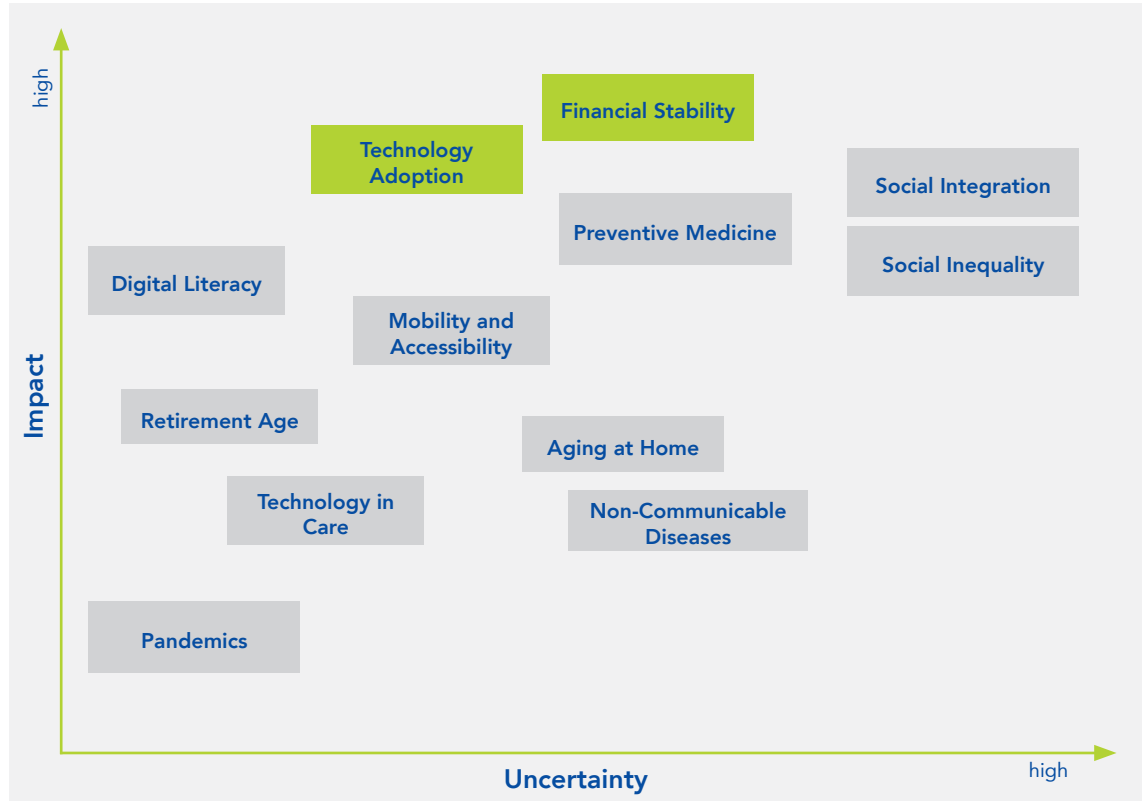 high
Financial Stability
Technology
Adoption
Social Integration
Preventive Medicine
Social Inequality
Digital Literacy
Mobility and
Accessibility
Impact
Retirement Age
Aging at Home
Technology in
Care
Non-Communicable
Diseases
Pandemics
Uncertainty
high